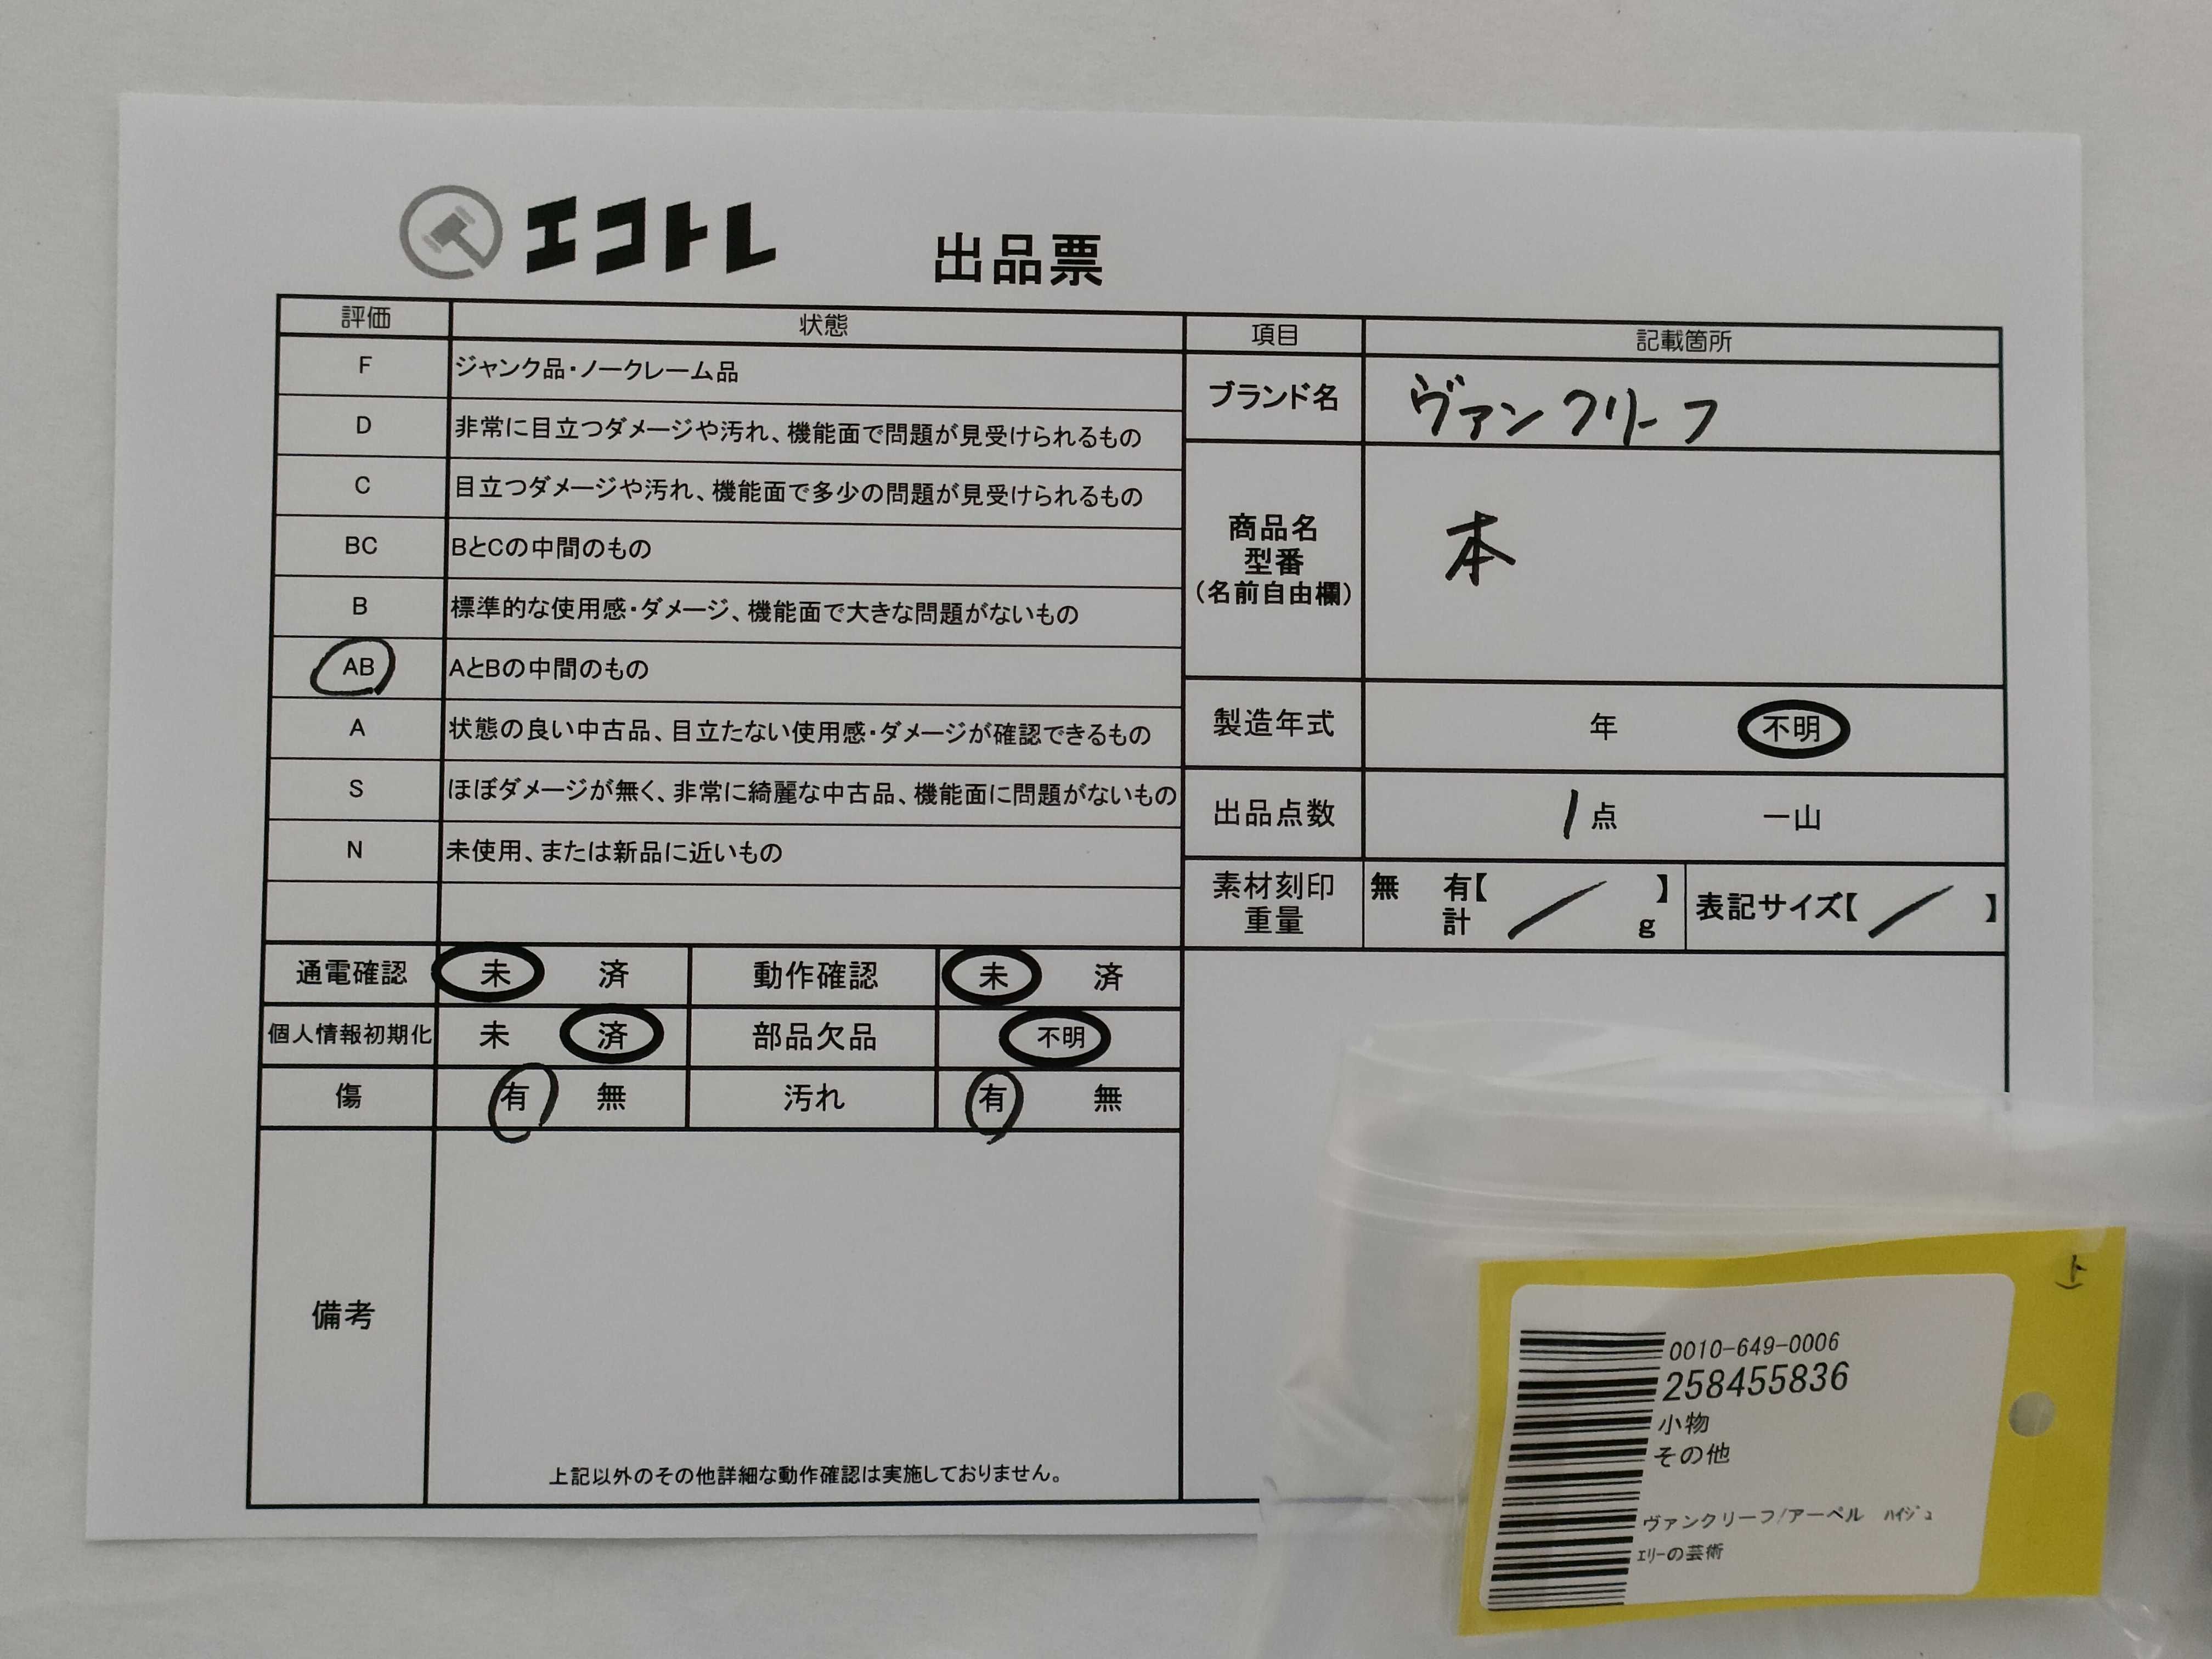 エコトレ 出品票
評価 状態
F ジャンク品・ノークレーム品
D 非常に目立つダメージや汚れ、機能面で問題が見受けられるもの
C 目立つダメージや汚れ、機能面で多少の問題が見受けられるもの
BC BとCの中間のもの
B 標準的な使用感・ダメージ、機能面で大きな問題がないもの
AB AとBの中間のもの
A 状態の良い中古品、目立たない使用感・ダメージが確認できるもの
S ほぼダメージが無く、非常に綺麗な中古品、機能面に問題がないもの
N 未使用、または新品に近いもの
通電確認 未 済 動作確認 未 済
個人情報初期化 未 済 部品欠品 不明
傷 有 無 汚れ 有 無
備考
上記以外のその他詳細な動作確認は実施しておりません。
項目 記載箇所
ブランド名 ヴァンクリーフ
商品名
型番
(名前自由欄)
本
製造年式 年 不明
出品点数 1点 一山
素材刻印
重量
無 有【 / 】
計 g
表記サイズ【 / 】
0010-649-0006
258455836
小物
その他
ヴァンクリーフ/アーペル ﾊｲｼﾞｭ
ｴﾘｰの芸術